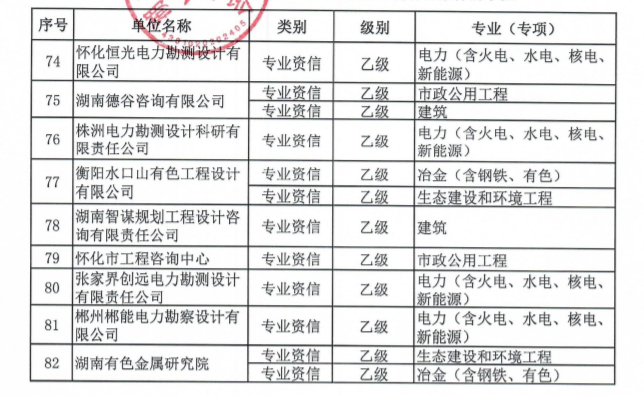 序号 单位名称 类别 级别 专业（专项）
74 怀化恒光电力勘测设计有限公司 专业资信 乙级 电力（含火电、水电、核电、新能源）
75 湖南德谷咨询有限公司 专业资信 乙级 市政公用工程
专业资信 乙级 建筑
76 株洲电力勘测设计科研有限责任公司 专业资信 乙级 电力（含火电、水电、核电、新能源）
77 衡阳水口山有色工程设计有限公司 专业资信 乙级 冶金（含钢铁、有色）
专业资信 乙级 生态建设和环境工程
78 湖南智谋规划工程设计咨询有限责任公司 专业资信 乙级 建筑
79 怀化市工程咨询中心 专业资信 乙级 市政公用工程
80 张家界创远电力勘测设计有限责任公司 专业资信 乙级 电力（含火电、水电、核电、新能源）
81 郴州郴能电力勘察设计有限公司 专业资信 乙级 电力（含火电、水电、核电、新能源）
82 湖南有色金属研究院 专业资信 乙级 生态建设和环境工程
专业资信 乙级 冶金（含钢铁、有色）